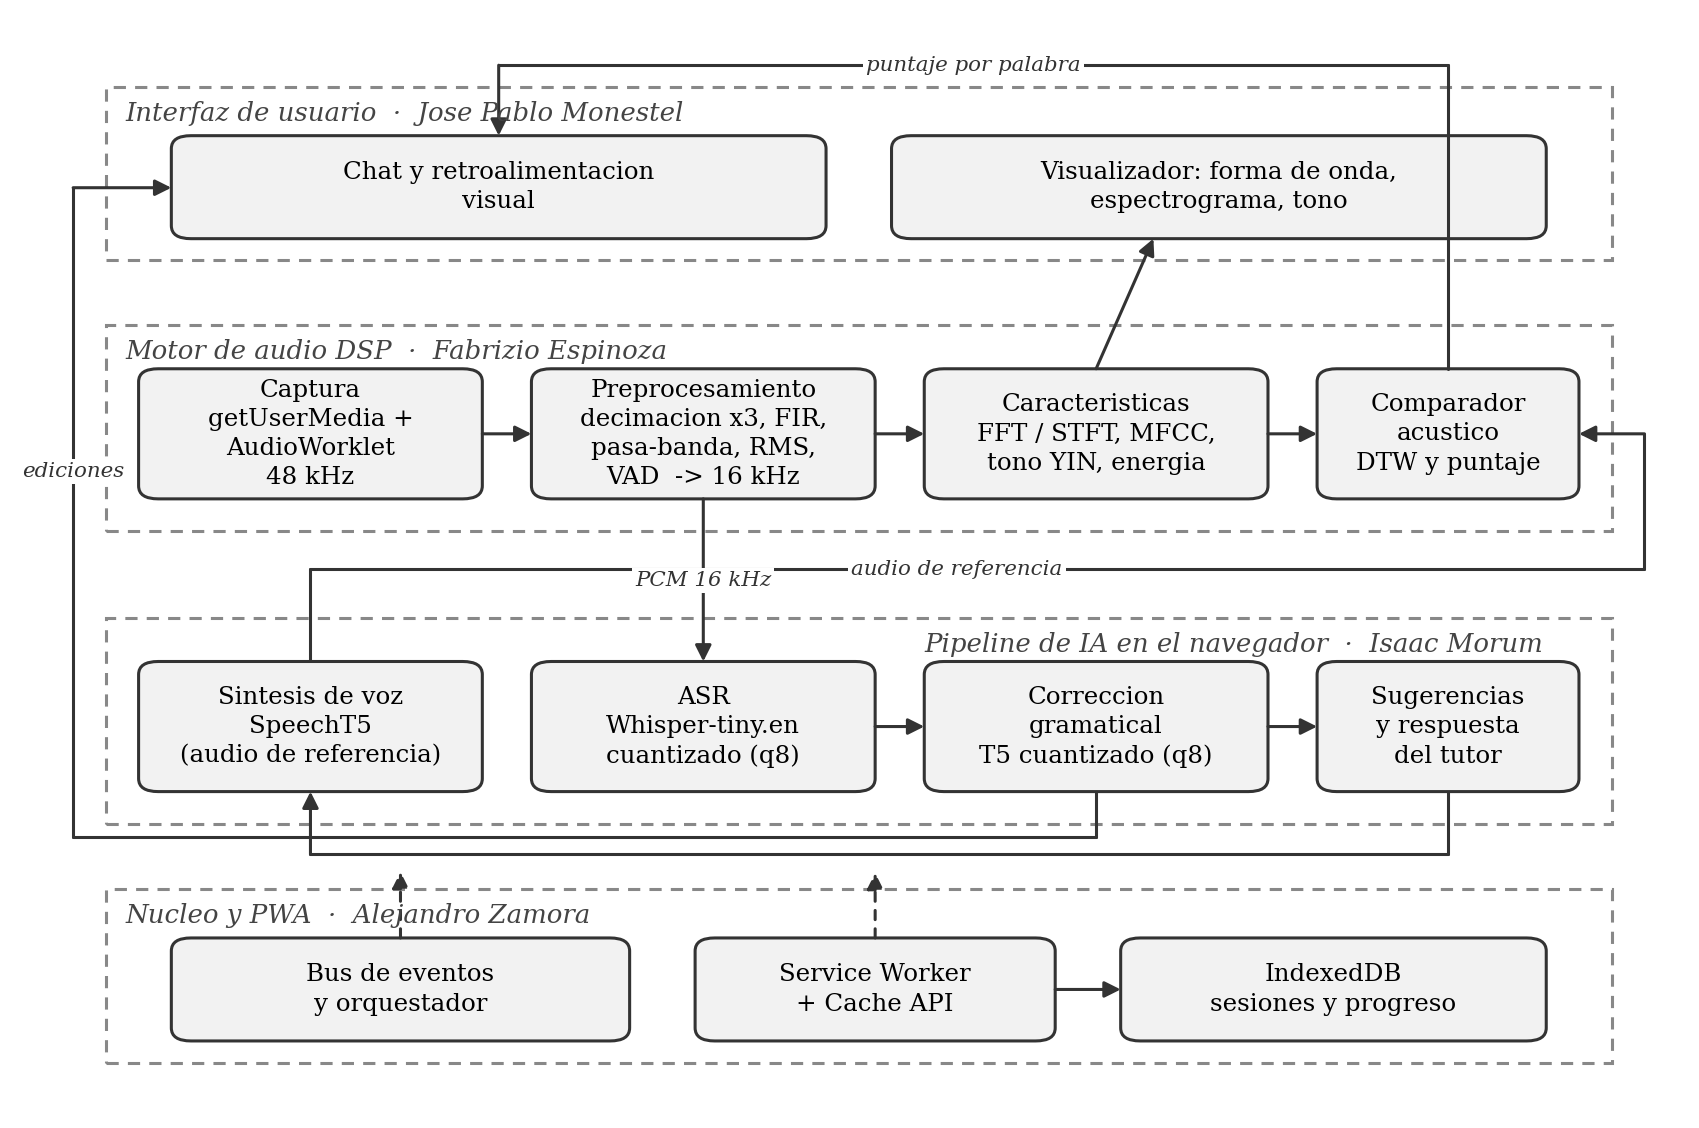 puntaje por palabra
Interfaz de usuario · Jose Pablo Monestel
Chat y retroalimentacion
visual
Visualizador: forma de onda,
espectrograma, tono
Motor de audio DSP · Fabrizio Espinoza
Captura
getUserMedia +
AudioWorklet
48 kHz
Preprocesamiento
decimacion x3, FIR,
pasa-banda, RMS,
VAD -> 16 kHz
Caracteristicas
FFT / STFT, MFCC,
tono YIN, energia
Comparador
acustico
DTW y puntaje
ediciones
audio de referencia
PCM 16 kHz
Pipeline de IA en el navegador · Isaac Morum
Sintesis de voz
SpeechT5
(audio de referencia)
ASR
Whisper-tiny.en
cuantizado (q8)
Correccion
gramatical
T5 cuantizado (q8)
Sugerencias
y respuesta
del tutor
Nucleo y PWA · Alejandro Zamora
Bus de eventos
y orquestador
Service Worker
+ Cache API
IndexedDB
sesiones y progreso